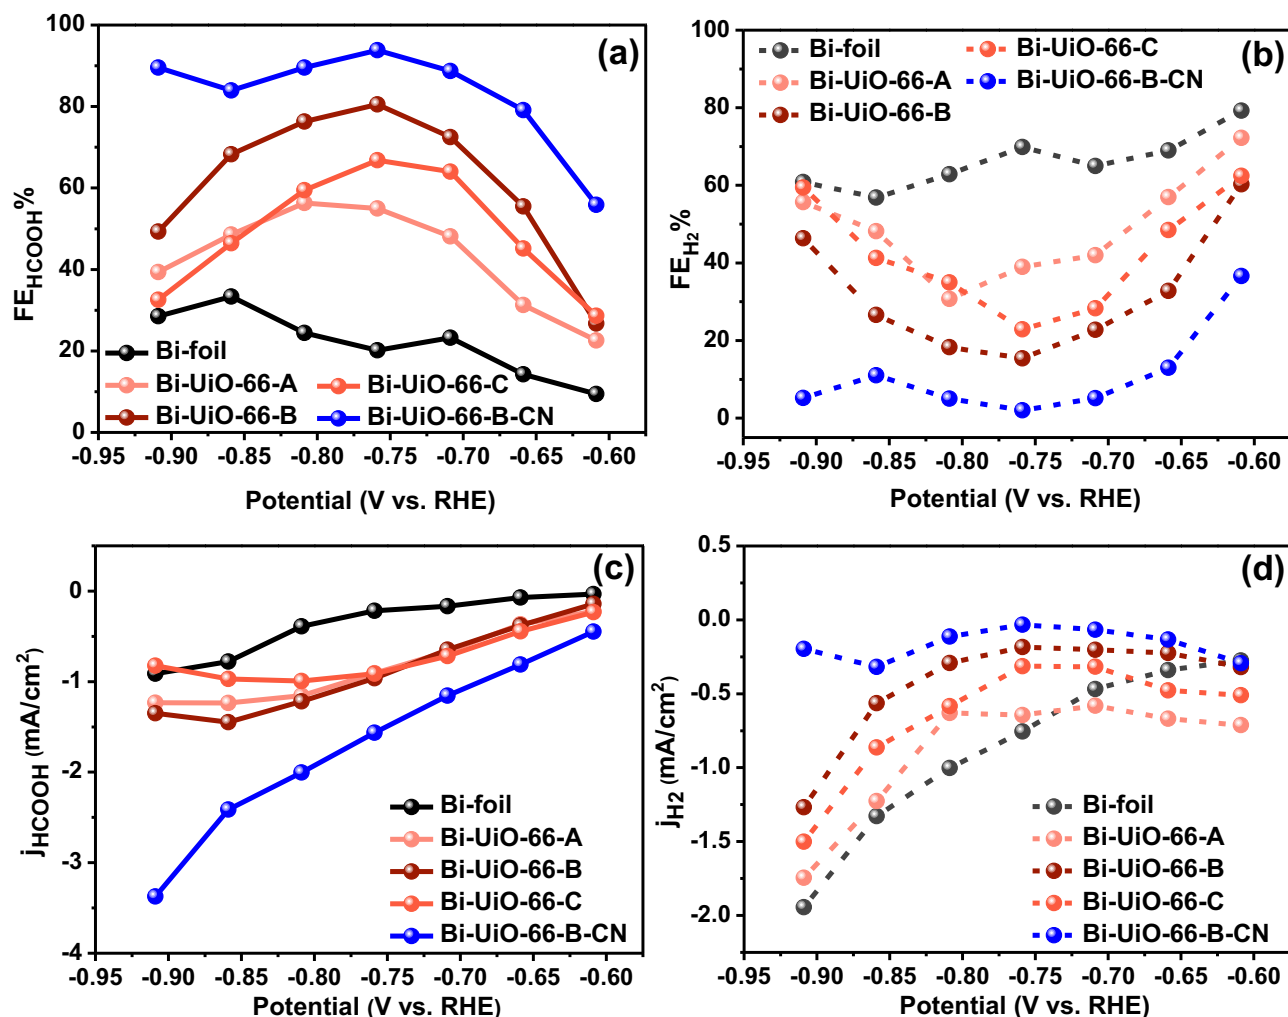 (a)
FE_HCOOH%
100
80
60
40
20
0
Bi-foil
Bi-UiO-66-A
Bi-UiO-66-B
Bi-UiO-66-C
Bi-UiO-66-B-CN
-0.95 -0.90 -0.85 -0.80 -0.75 -0.70 -0.65 -0.60
Potential (V vs. RHE)
(b)
FE_H2%
100
80
60
40
20
0
Bi-foil
Bi-UiO-66-A
Bi-UiO-66-B
Bi-UiO-66-C
Bi-UiO-66-B-CN
-0.95 -0.90 -0.85 -0.80 -0.75 -0.70 -0.65 -0.60
Potential (V vs. RHE)
(c)
j_HCOOH (mA/cm²)
0
-1
-2
-3
-4
Bi-foil
Bi-UiO-66-A
Bi-UiO-66-B
Bi-UiO-66-C
Bi-UiO-66-B-CN
-0.95 -0.90 -0.85 -0.80 -0.75 -0.70 -0.65 -0.60
Potential (V vs. RHE)
(d)
j_H2 (mA/cm²)
0.5
0.0
-0.5
-1.0
-1.5
-2.0
Bi-foil
Bi-UiO-66-A
Bi-UiO-66-B
Bi-UiO-66-C
Bi-UiO-66-B-CN
-0.95 -0.90 -0.85 -0.80 -0.75 -0.70 -0.65 -0.60
Potential (V vs. RHE)